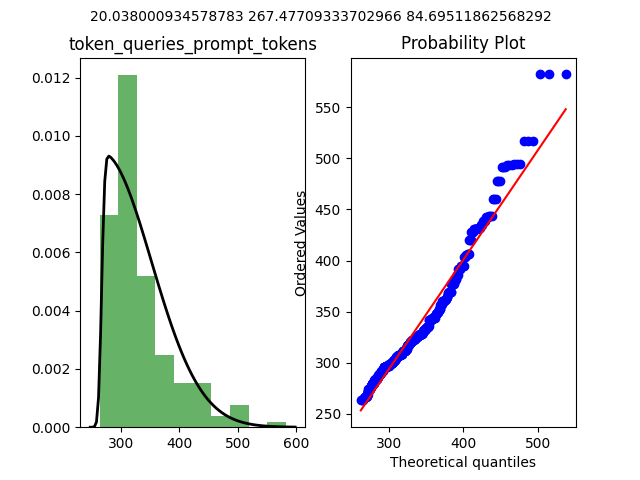 20.038000934578783 267.47709333702966 84.69511862568292
token_queries_prompt_tokens
Probability Plot
0.012
0.010
0.008
0.006
0.004
0.002
0.000
300 400 500 600
Ordered Values
550
500
450
400
350
300
250
300 400 500
Theoretical quantiles